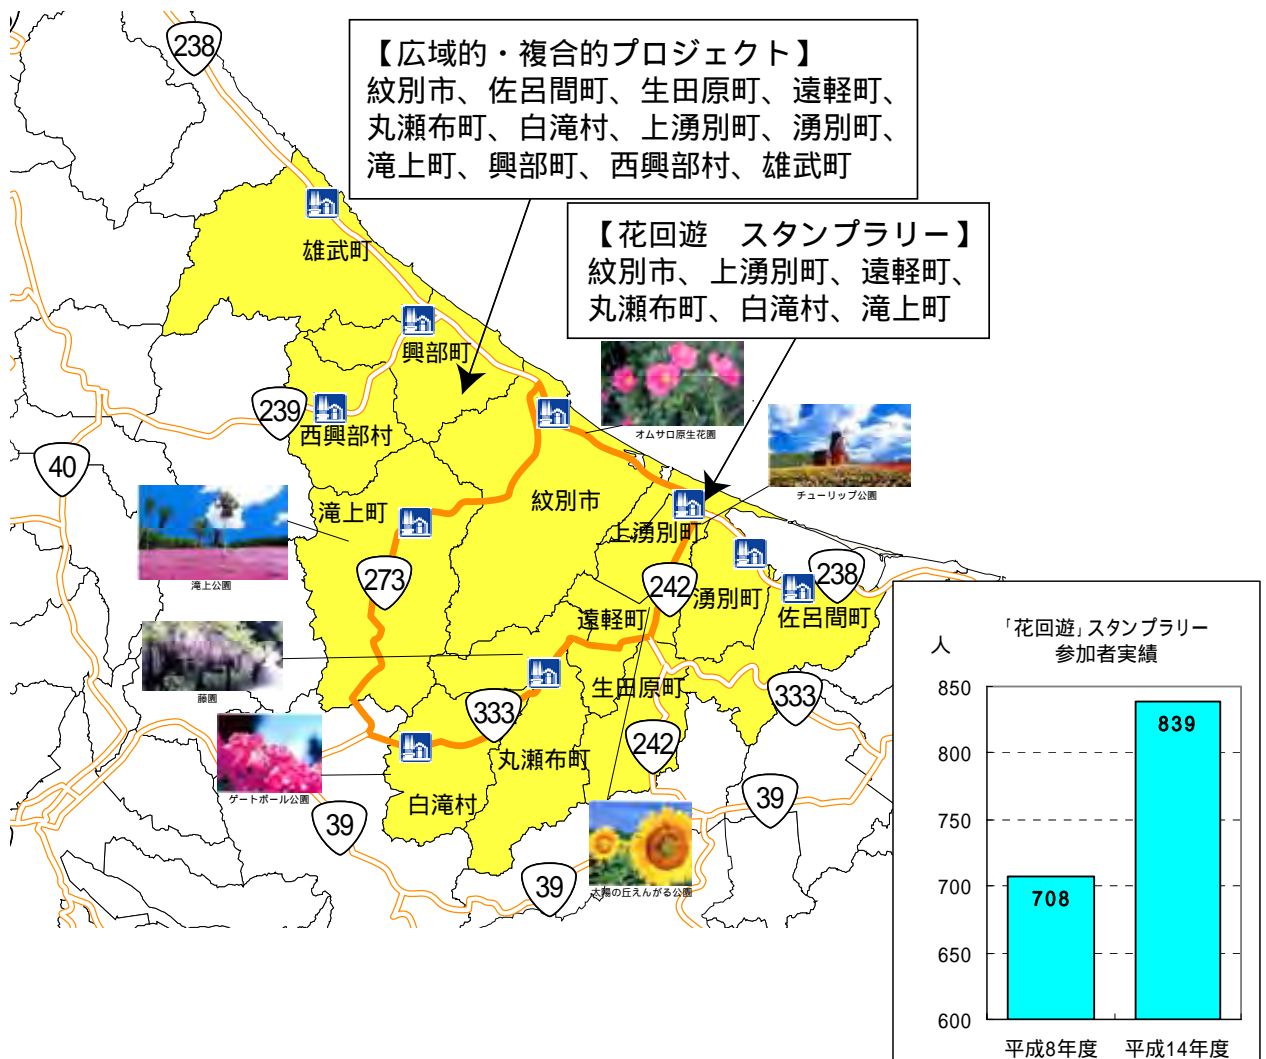 238
【広域的・複合的プロジェクト】
紋別市、佐呂間町、生田原町、遠軽町、
丸瀬布町、白滝村、上湧別町、湧別町、
滝上町、興部町、西興部村、雄武町
【花回遊　スタンプラリー】
紋別市、上湧別町、遠軽町、
丸瀬布町、白滝村、滝上町
雄武町
興部町
239
西興部村
オムサロ原生花園
40
チューリップ公園
滝上町
紋別市
上湧別町
滝上公園
273
242
湧別町
238
佐呂間町
遠軽町
藤園
生田原町
333
333
242
丸瀬布町
ゲートボール公園
白滝村
39
39
39
太陽の丘えんがる公園
「花回遊」スタンプラリー
参加者実績
人
850
800
750
700
650
600
708
839
平成8年度
平成14年度